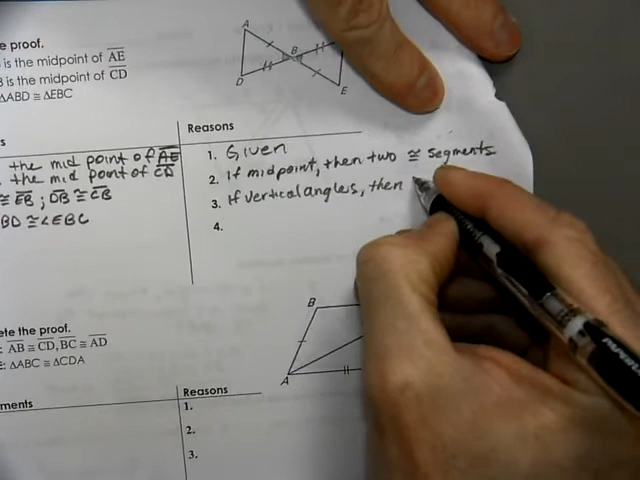 e proof.
is the midpoint of AE
B is the midpoint of CD
ΔABD ≅ ΔEBC
A
B
D
E
s
Reasons
the mid point of AE
the mid point of CD
≅ EB ; DB ≅ CB
BD ≅ ∠EBC
1. Given
2. If midpoint, then two ≅ segments
3. If vertical angles, then
4.
B
A
ete the proof.
: AB ≅ CD, BC ≅ AD
: ΔABC ≅ ΔCDA
ments
Reasons
1.
2.
3.